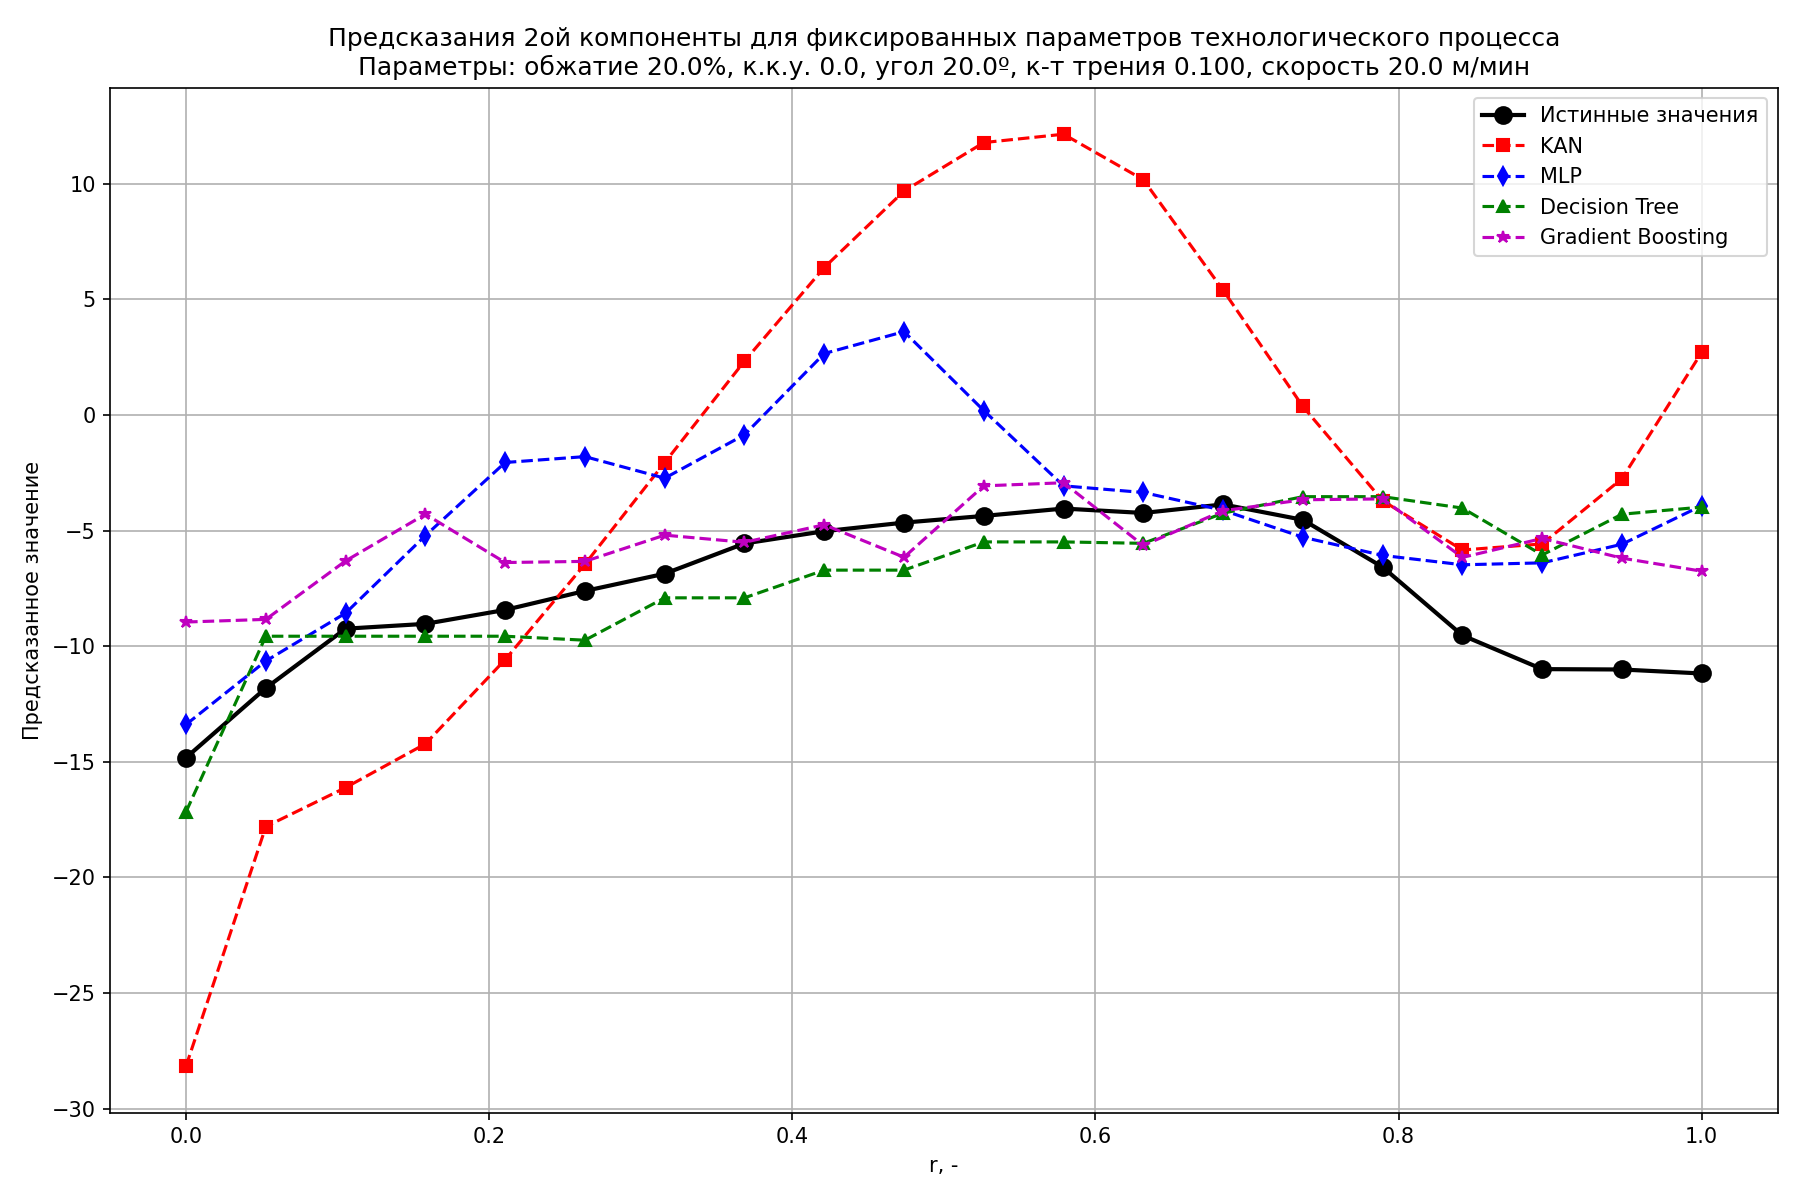 Предсказания 2ой компоненты для фиксированных параметров технологического процесса
Параметры: обжатие 20.0%, к.к.у. 0.0, угол 20.0º, к-т трения 0.100, скорость 20.0 м/мин
Истинные значения
KAN
MLP
Decision Tree
Gradient Boosting
Предсказанное значение
10
5
0
−5
−10
−15
−20
−25
−30
0.0
0.2
0.4
0.6
0.8
1.0
r, -